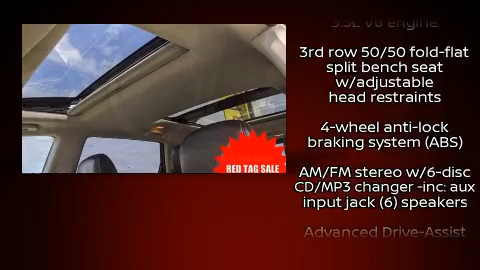 3.5L V6 engine
3rd row 50/50 fold-flat
split bench seat
w/adjustable
head restraints
4-wheel anti-lock
braking system (ABS)
AM/FM stereo w/6-disc
CD/MP3 changer -inc: aux
input jack (6) speakers
Advanced Drive-Assist
RED TAG SALE